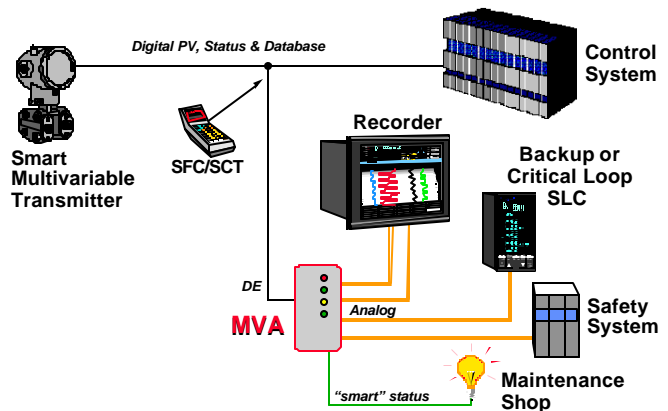 Digital PV, Status & Database
Control
System
Recorder
SFC/SCT
Smart
Multivariable
Transmitter
Backup or
Critical Loop
SLC
DE
MVA
Analog
Safety
System
“smart” status
Maintenance
Shop